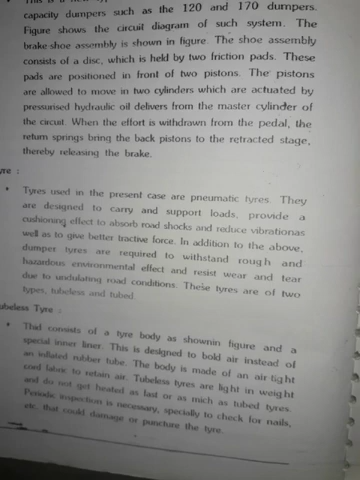 This is a
capacity dumpers such as the 120 and 170 dumpers.
Figure shows the circuit diagram of such system. The
brake shoe assembly is shown in figure. The shoe assembly
consists of a disc, which is held by two friction pads. These
pads are positioned in front of two pistons. The pistons
are allowed to move in two cylinders which are actuated by
pressurised hydraulic oil delivers from the master cylinder of
the circuit. When the effort is withdrawn from the pedal, the
return springs bring back the pistons to the retracted stage,
thereby releasing the brake.
yre :
• Tyres used in the present case are pneumatic tyres. They
are designed to carry and support loads, provide a
cushioning effect to absorb road shocks and reduce vibrationas
well as to give better tractive force. In addition to the above,
dumper tyres are required to withstand rough and
hazardous environmental effect and resist wear and tear
due to undulating road conditions. These tyres are of two
types, tubeless and tubed.
ubeless Tyre :
• Thid consists of a tyre body as shownin figure and a
special inner liner. This is designed to bold air instead of
an inflated rubber tube. The body is made of an air tight
cord fabric to retain air. Tubeless tyres are light in weight
and do not get heated as fast or as mich as tubed tyres.
Periodic inspection is necessary, specially to check for nails,
etc. that could damage or puncture the tyre.